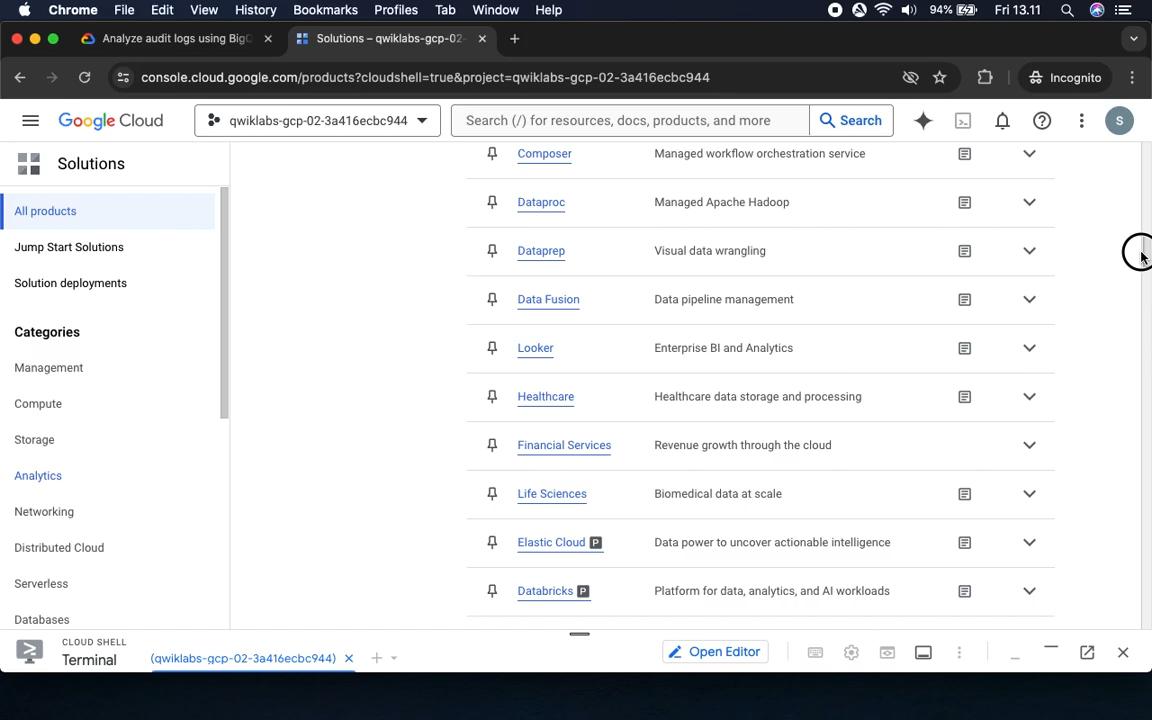 Chrome File Edit View History Bookmarks Profiles Tab Window Help 94% Fri 13.11
Analyze audit logs using Big
Solutions – qwiklabs-gcp-02-
console.cloud.google.com/products?cloudshell=true&project=qwiklabs-gcp-02-3a416ecbc944
Incognito
Google Cloud
qwiklabs-gcp-02-3a416ecbc944
Search (/) for resources, docs, products, and more
Search
S
Solutions
All products
Jump Start Solutions
Solution deployments
Categories
Management
Compute
Storage
Analytics
Networking
Distributed Cloud
Serverless
Databases
Composer Managed workflow orchestration service
Dataproc Managed Apache Hadoop
Dataprep Visual data wrangling
Data Fusion Data pipeline management
Looker Enterprise BI and Analytics
Healthcare Healthcare data storage and processing
Financial Services Revenue growth through the cloud
Life Sciences Biomedical data at scale
Elastic Cloud P Data power to uncover actionable intelligence
Databricks P Platform for data, analytics, and AI workloads
CLOUD SHELL
Terminal
(qwiklabs-gcp-02-3a416ecbc944)
Open Editor